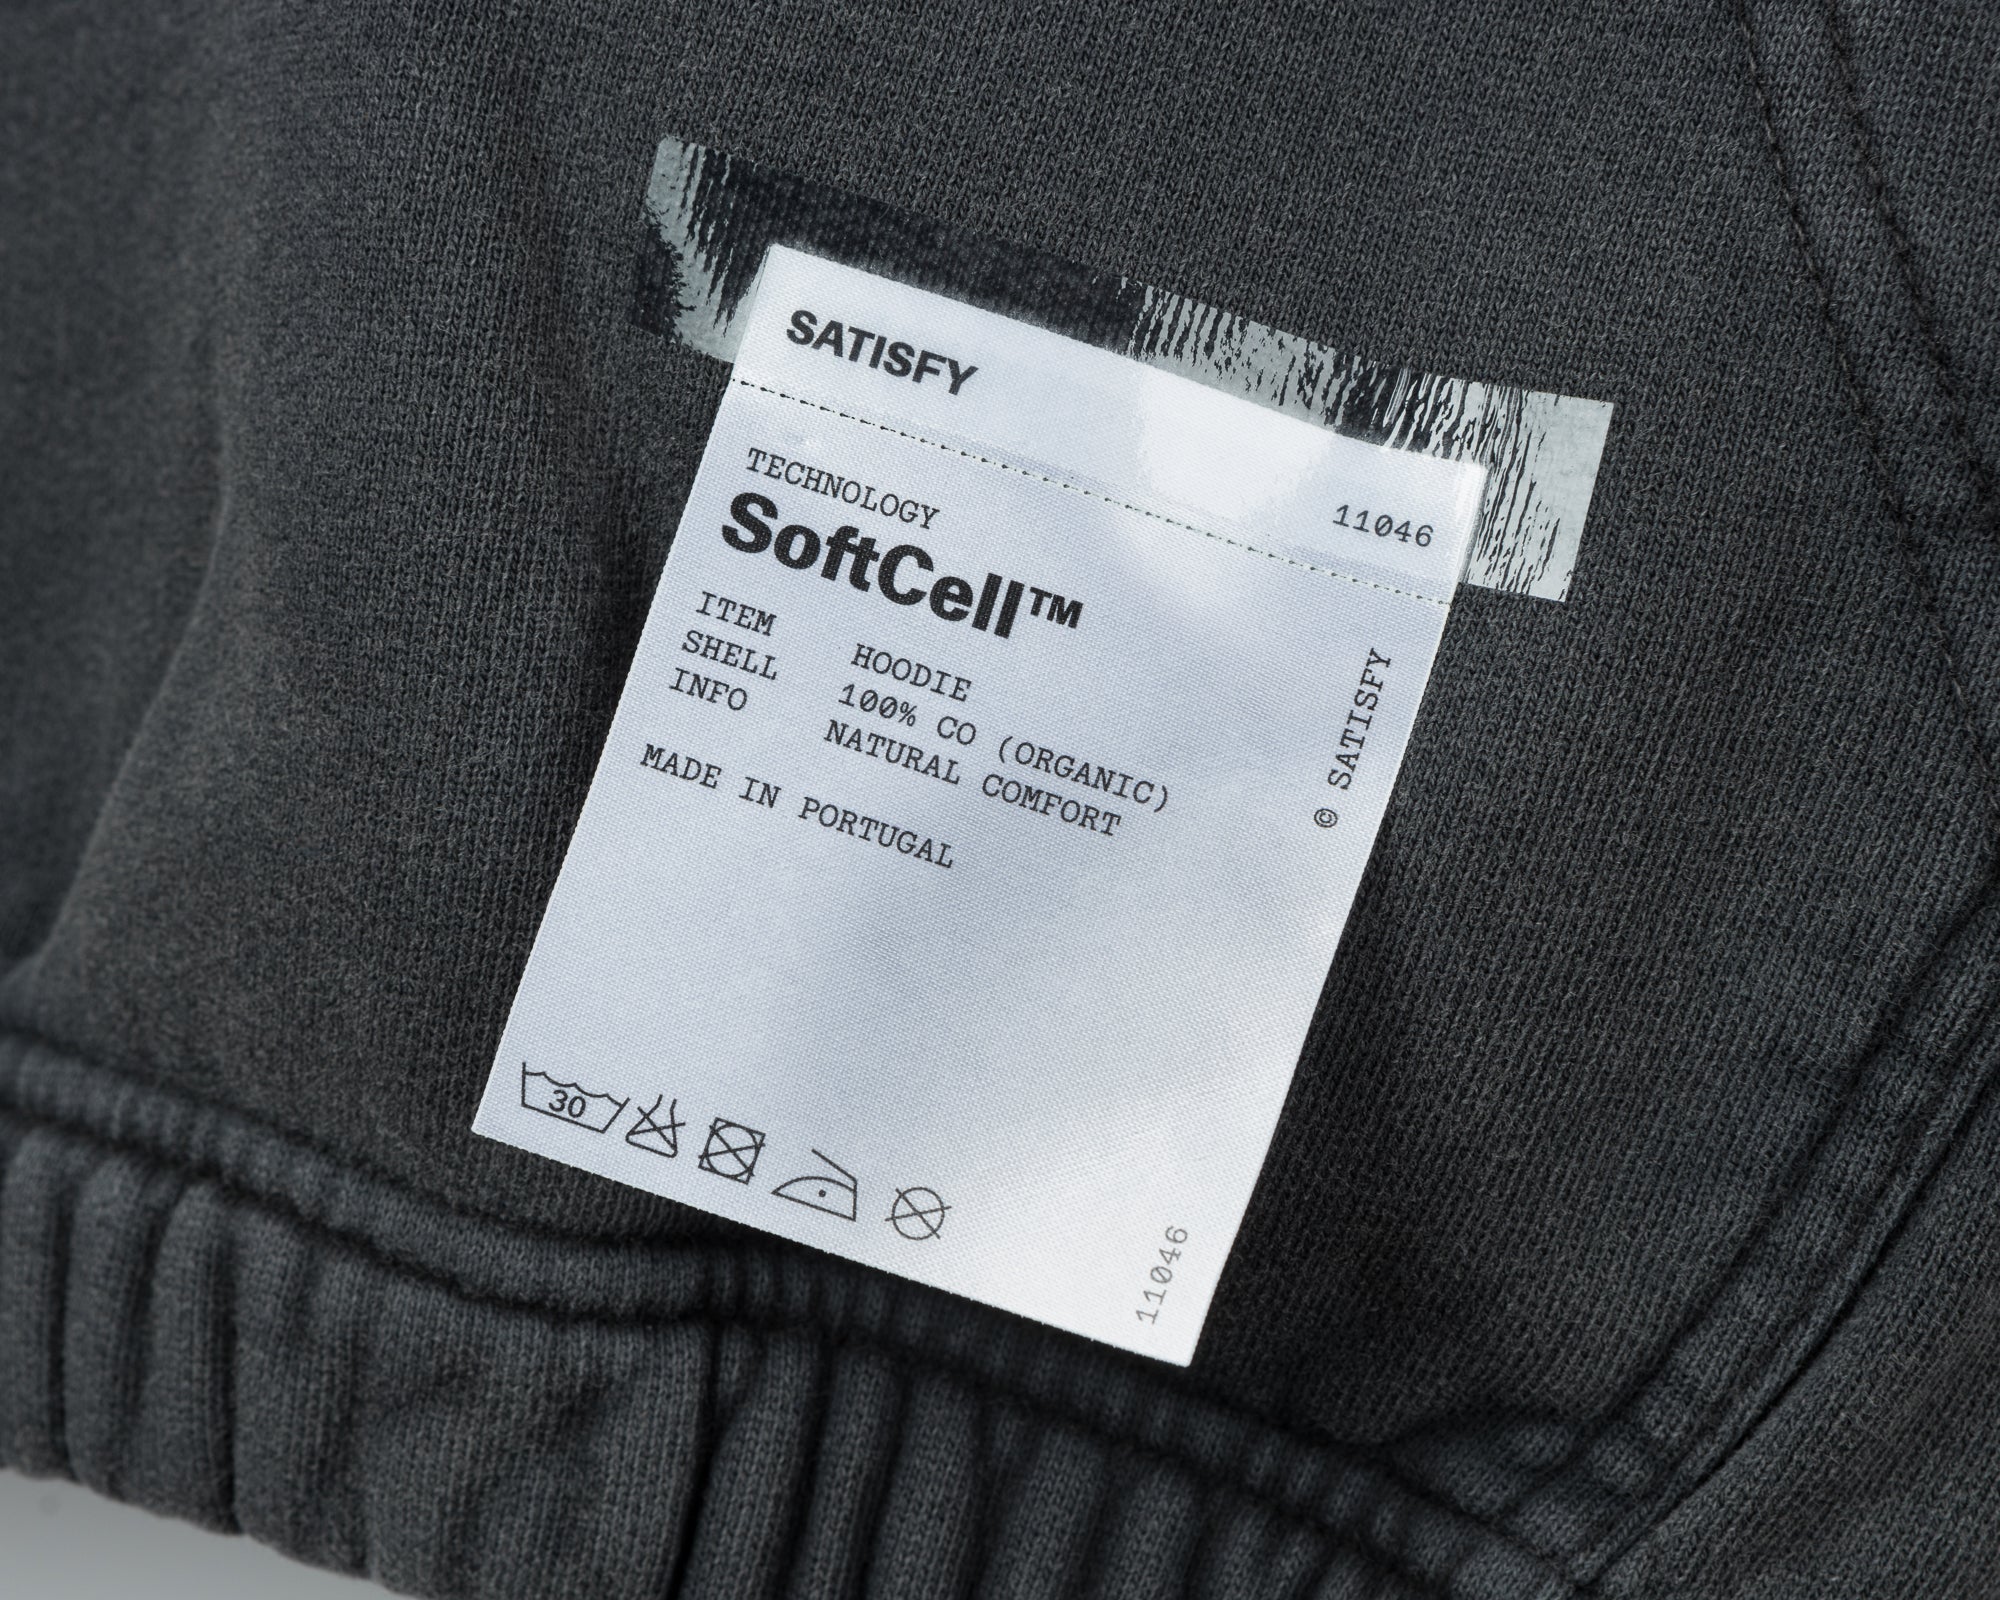 SATISFY
11046
TECHNOLOGY
SoftCell™
ITEM HOODIE
SHELL 100% CO (ORGANIC)
INFO NATURAL COMFORT
MADE IN PORTUGAL
© SATISFY
30
11046